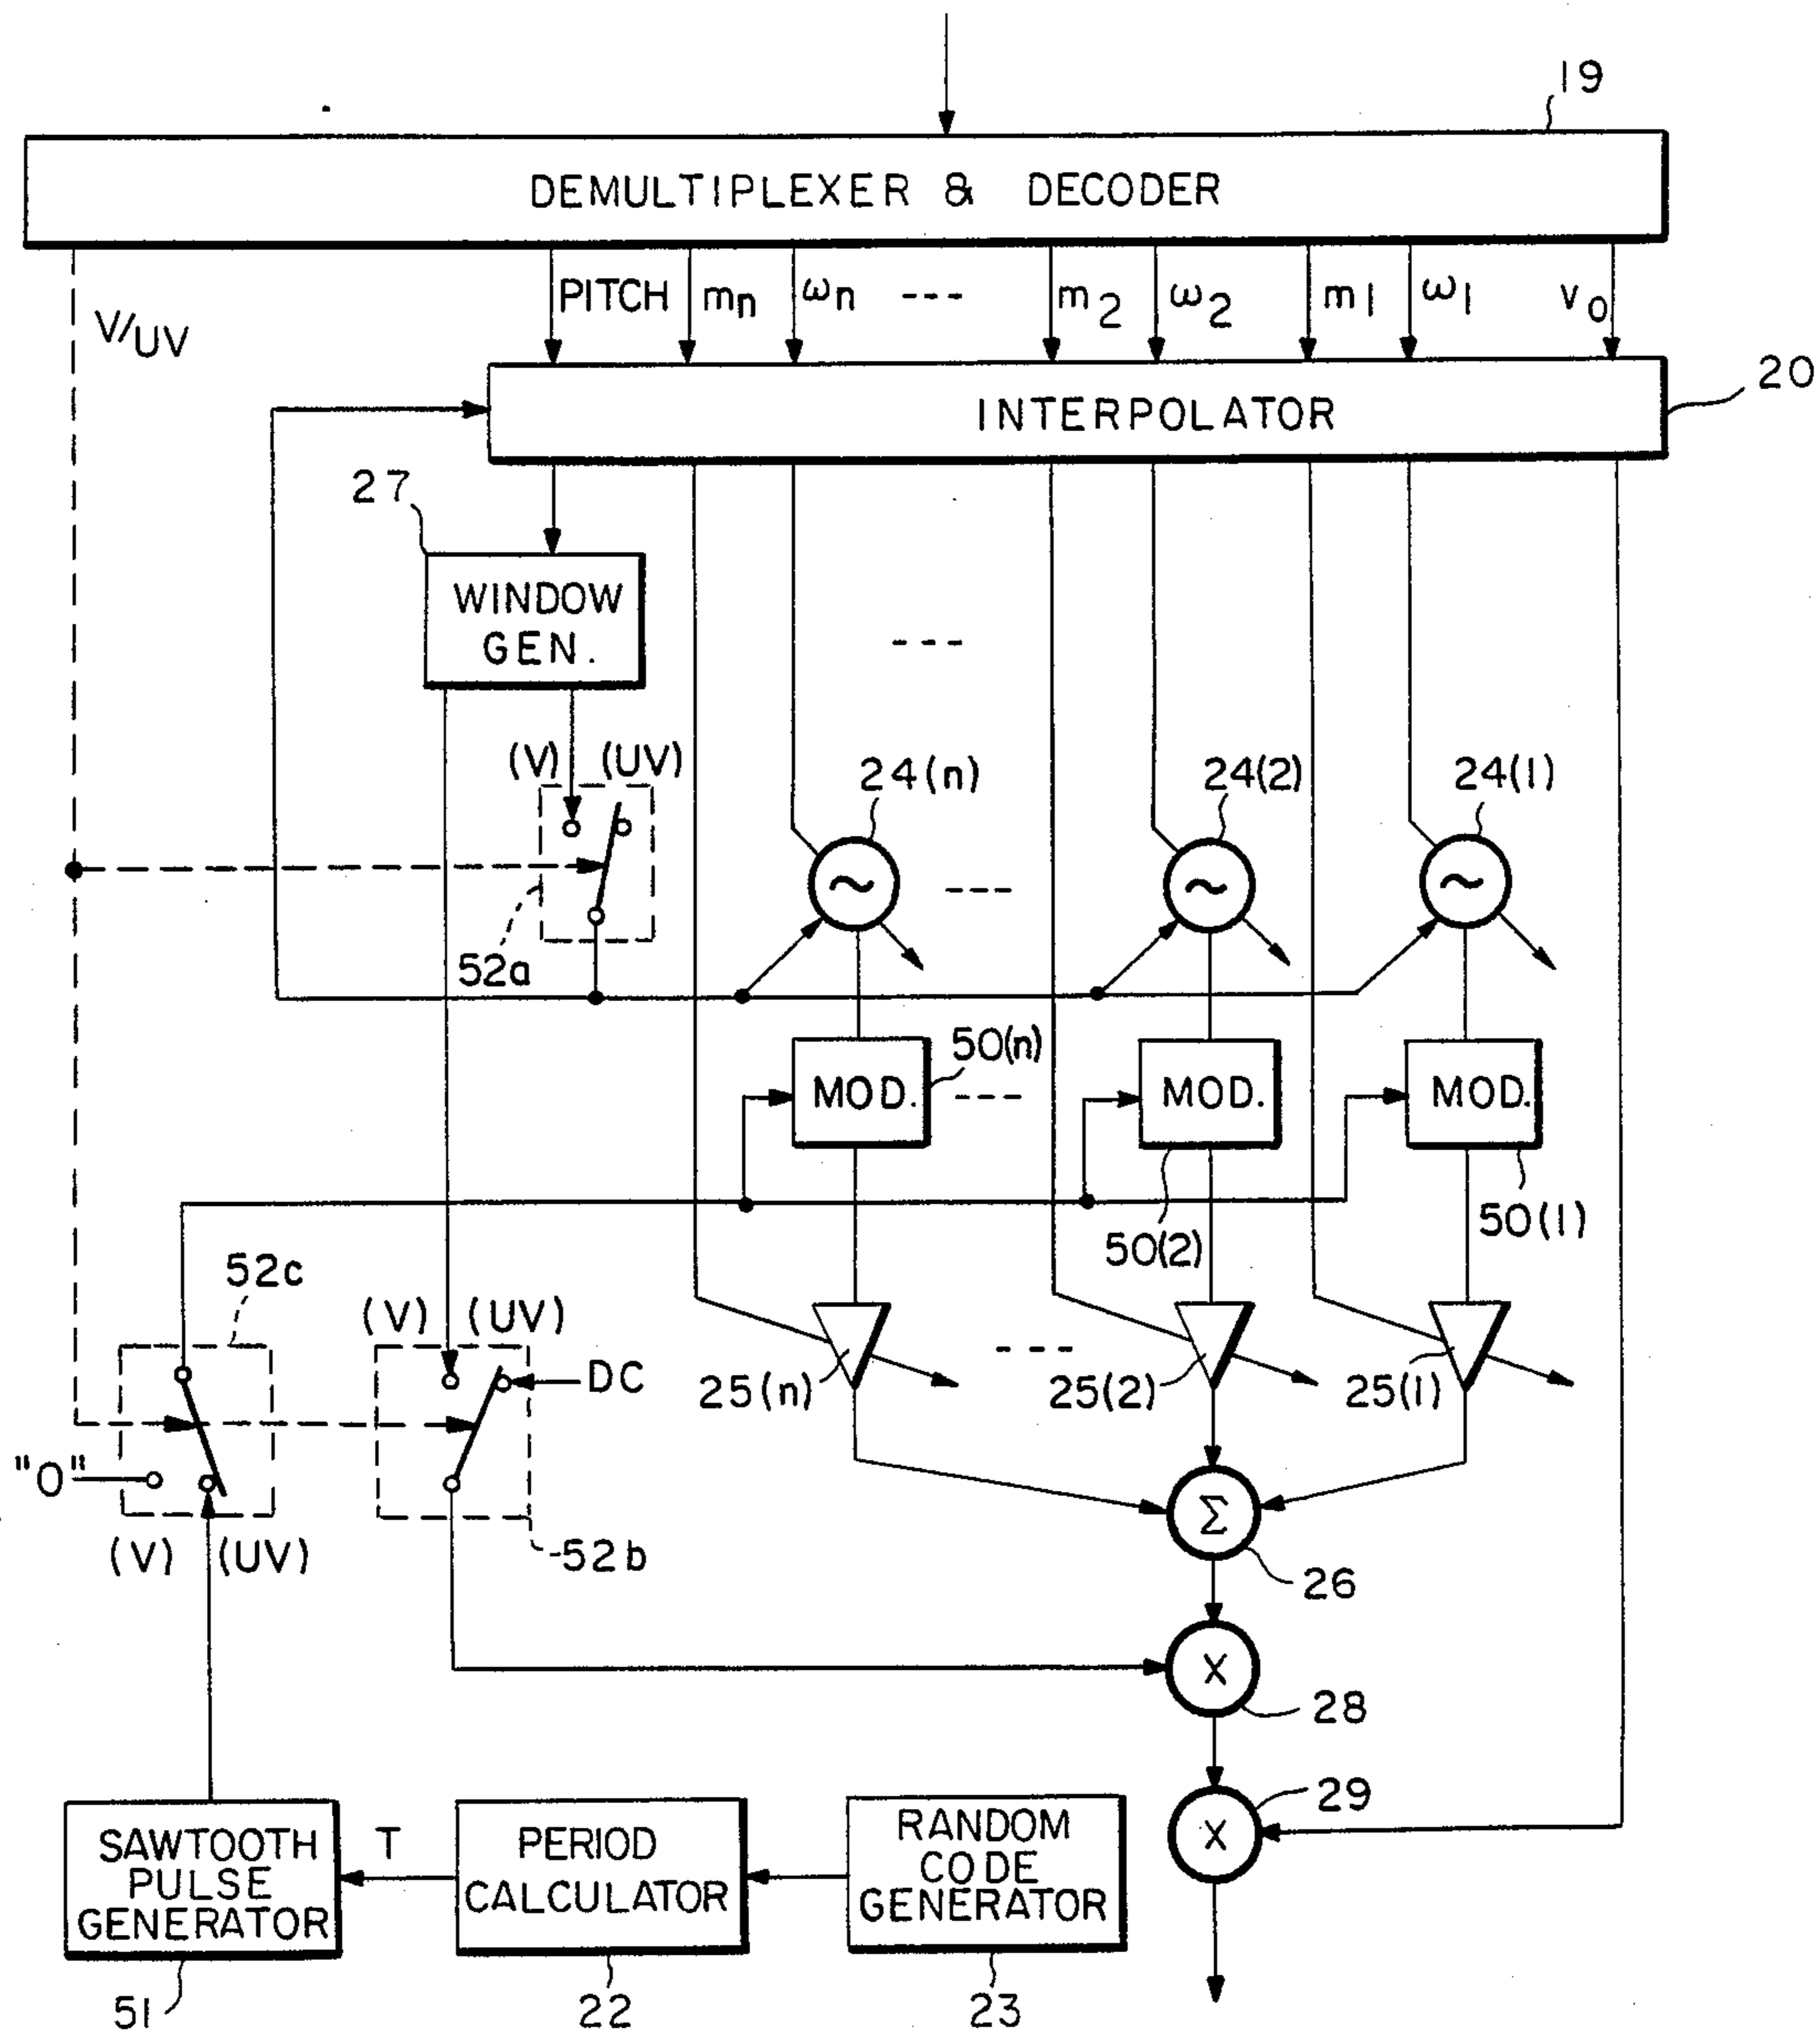 19
DEMULTIPLEXER & DECODER
V/UV
PITCH mn ωn --- m2 ω2 m1 ω1 v0
20
INTERPOLATOR
27
WINDOW
GEN.
---
(V) (UV)
24(n) 24(2) 24(1)
~ --- ~ ~
52a
50(n)
MOD. --- MOD. MOD.
50(2) 50(1)
52c
(V) (UV)
DC
---
25(n) 25(2) 25(1)
"0"
Σ
(V) (UV)
52b
26
X
28
29
X
SAWTOOTH
PULSE
GENERATOR
T
PERIOD
CALCULATOR
RANDOM
CODE
GENERATOR
51 22 23